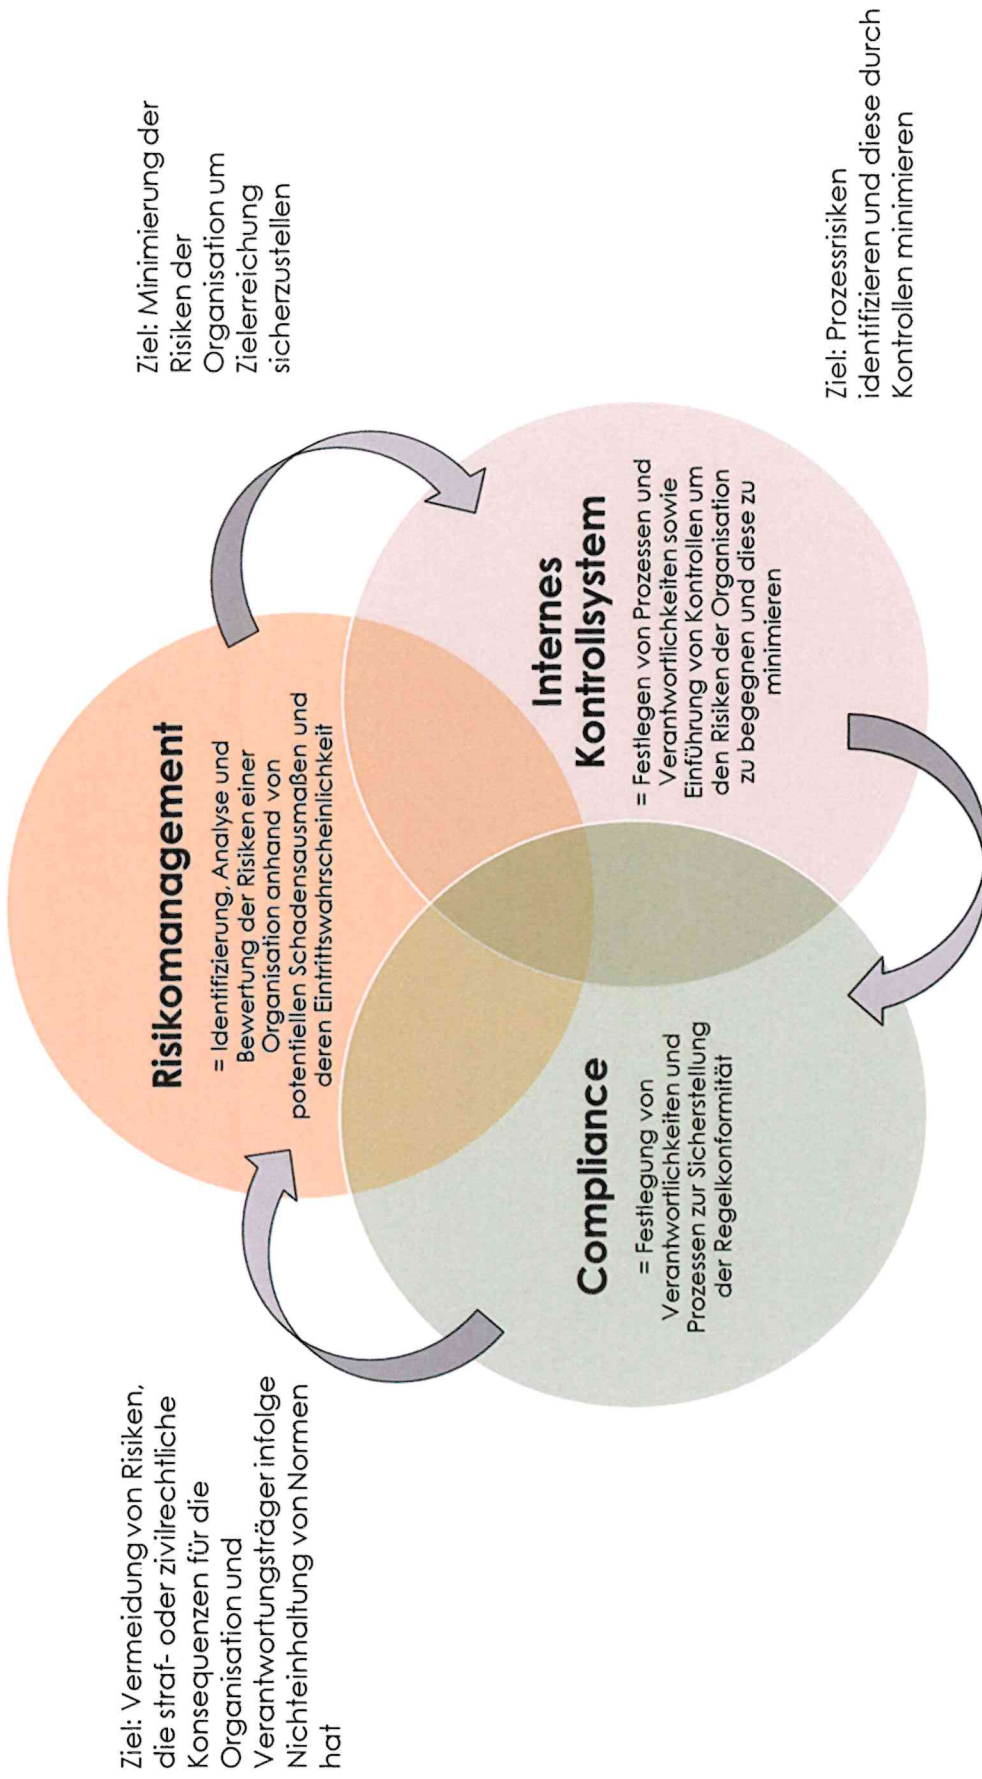 Ziel: Vermeidung von Risiken,
die straf- oder zivilrechtliche
Konsequenzen für die
Organisation und
Verantwortungsträger infolge
Nichteinhaltung von Normen
hat
Risikomanagement
= Identifizierung, Analyse und
Bewertung der Risiken einer
Organisation anhand von
potentiellen Schadensausmaßen und
deren Eintrittswahrscheinlichkeit
Ziel: Minimierung der
Risiken der
Organisation um
Zielerreichung
sicherzustellen
Compliance
= Festlegung von
Verantwortlichkeiten und
Prozessen zur Sicherstellung
der Regelkonformität
Internes
Kontrollsystem
= Festlegen von Prozessen und
Verantwortlichkeiten sowie
Einführung von Kontrollen um
den Risiken der Organisation
zu begegnen und diese zu
minimieren
Ziel: Prozessrisiken
identifizieren und diese durch
Kontrollen minimieren